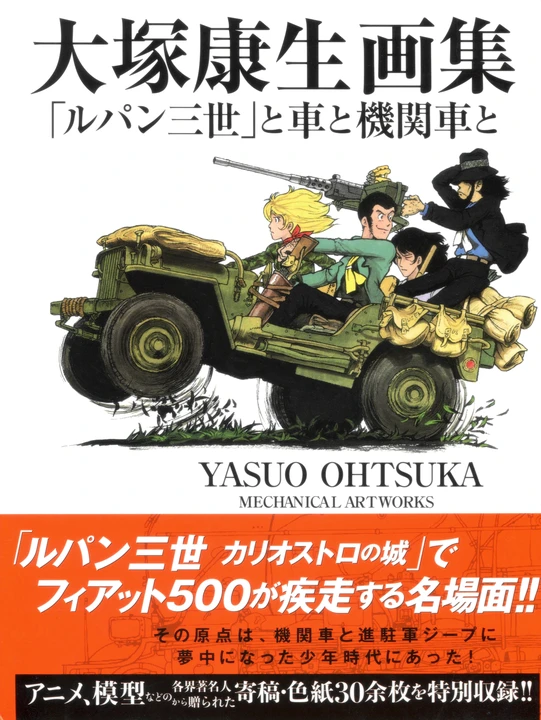 大塚康生画集
「ルパン三世」と車と機関車と
YASUO OHTSUKA
MECHANICAL ARTWORKS
「ルパン三世 カリオストロの城」で
フィアット500が疾走する名場面!!
その原点は、機関車と進駐軍ジープに
夢中になった少年時代にあった!
アニメ、模型などの各界著名人から贈られた寄稿・色紙30余枚を特別収録!!